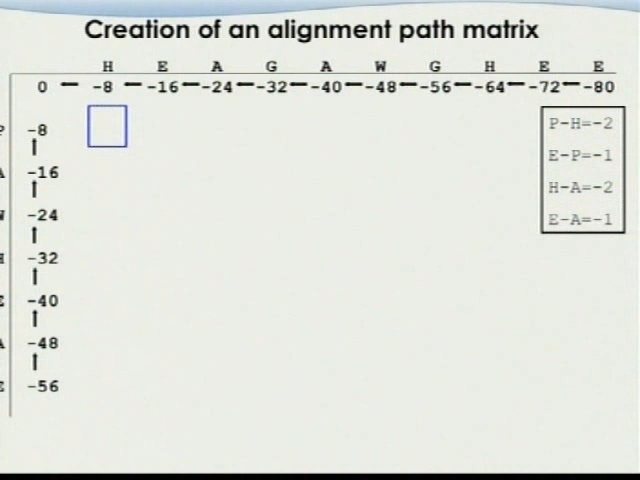 Creation of an alignment path matrix
H E A G A W G H E E
0 -8 -16 -24 -32 -40 -48 -56 -64 -72 -80
-8
-16
-24
-32
-40
-48
-56
P-H=-2
E-P=-1
H-A=-2
E-A=-1